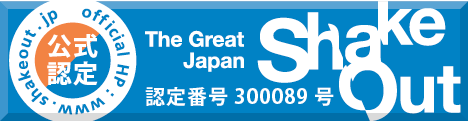 official HP : www.shakeout.jp
公式
認定
The Great
Japan
Shake
Out
認定番号 300089 号